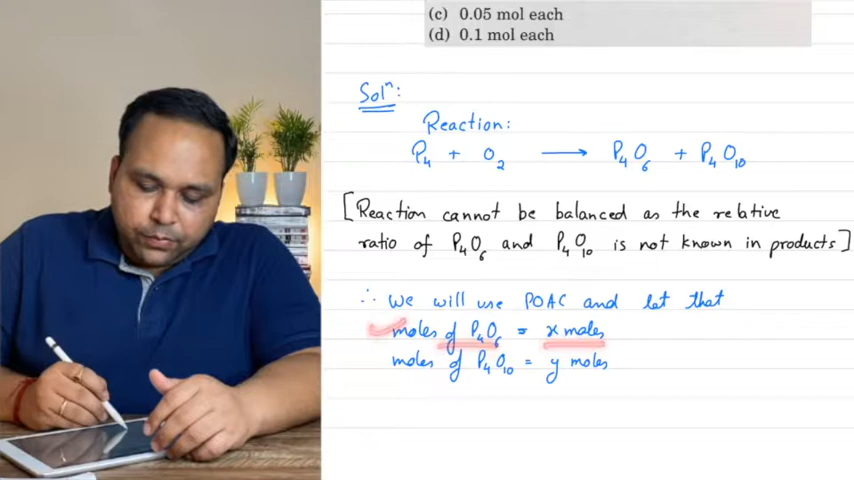 (c) 0.05 mol each
(d) 0.1 mol each
Solⁿ:
Reaction:
P₄ + O₂ ⟶ P₄O₆ + P₄O₁₀
[Reaction cannot be balanced as the relative
ratio of P₄O₆ and P₄O₁₀ is not known in products]
∴ We will use POAC and let that
moles of P₄O₆ = x moles
moles of P₄O₁₀ = y moles